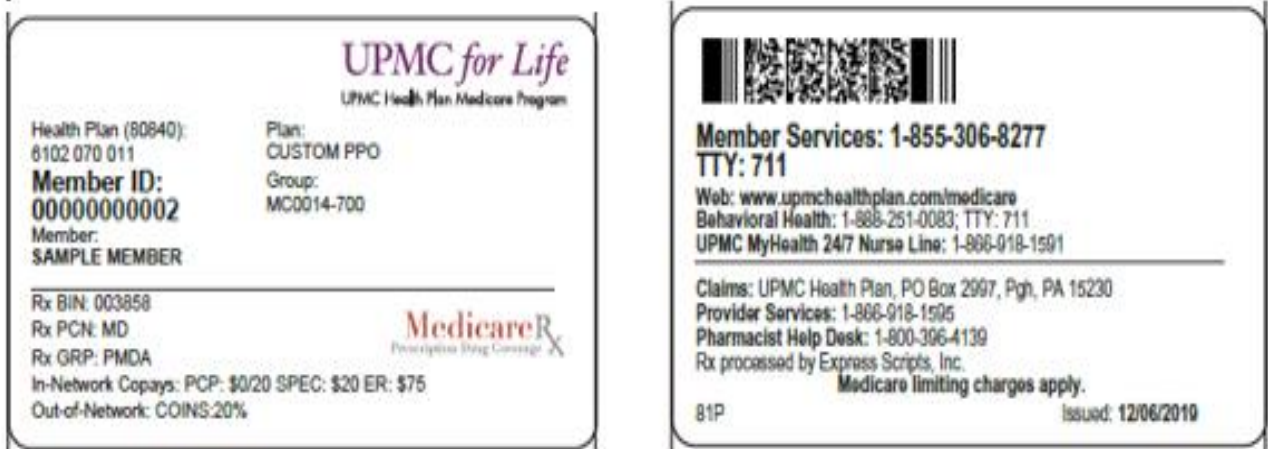 UPMC for Life
UPMC Health Plan Medicare Program
Health Plan (80840):
6102 070 011
Member ID:
00000000002
Member:
SAMPLE MEMBER
Plan:
CUSTOM PPO
Group:
MC0014-700
Rx BIN: 003858
Rx PCN: MD
Rx GRP: PMDA
MedicareRx
Prescription Drug Coverage
In-Network Copays: PCP: $0/20 SPEC: $20 ER: $75
Out-of-Network: COINS:20%
Member Services: 1-855-306-8277
TTY: 711
Web: www.upmchealthplan.com/medicare
Behavioral Health: 1-888-251-0083; TTY: 711
UPMC MyHealth 24/7 Nurse Line: 1-866-918-1591
Claims: UPMC Health Plan, PO Box 2997, Pgh, PA 15230
Provider Services: 1-866-918-1595
Pharmacist Help Desk: 1-800-396-4139
Rx processed by Express Scripts, Inc.
Medicare limiting charges apply.
81P
Issued: 12/06/2019